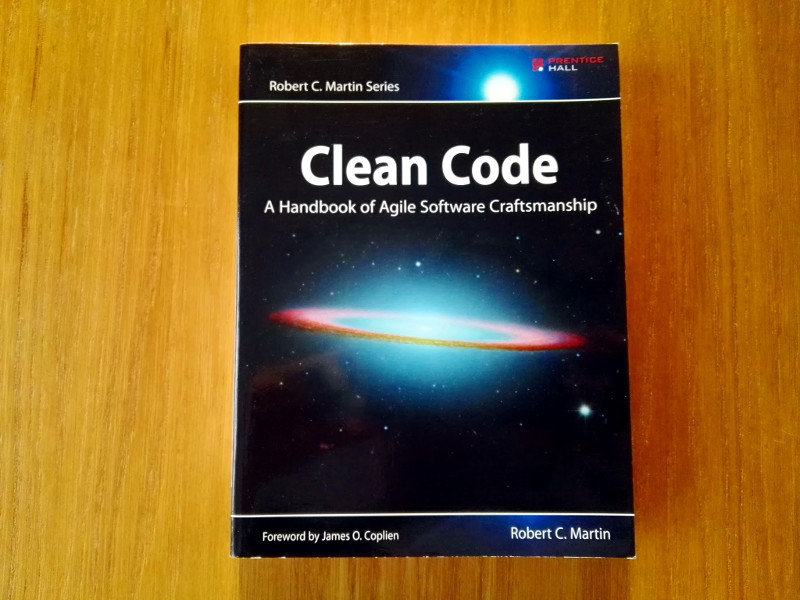 PRENTICE
HALL
Robert C. Martin Series
Clean Code
A Handbook of Agile Software Craftsmanship
Foreword by James O. Coplien
Robert C. Martin